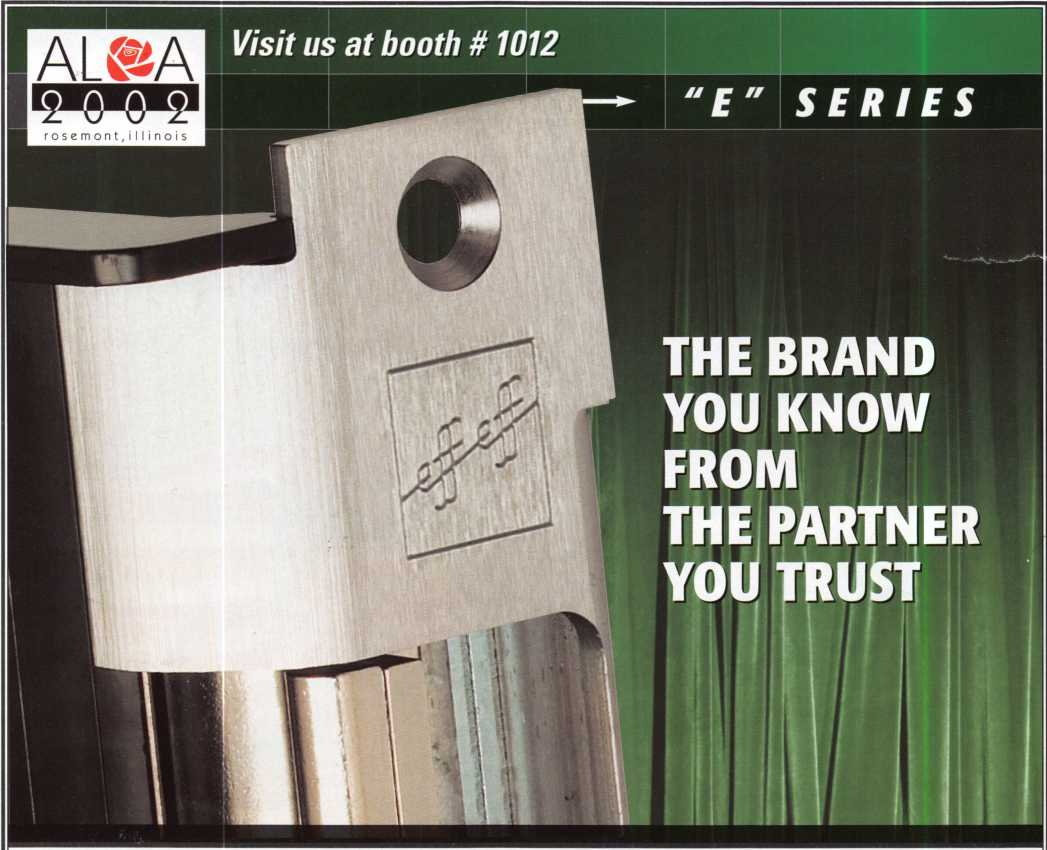 ALOA
2002
rosemont, illinois
Visit us at booth # 1012
"E" SERIES
effeff
THE BRAND
YOU KNOW
FROM
THE PARTNER
YOU TRUST